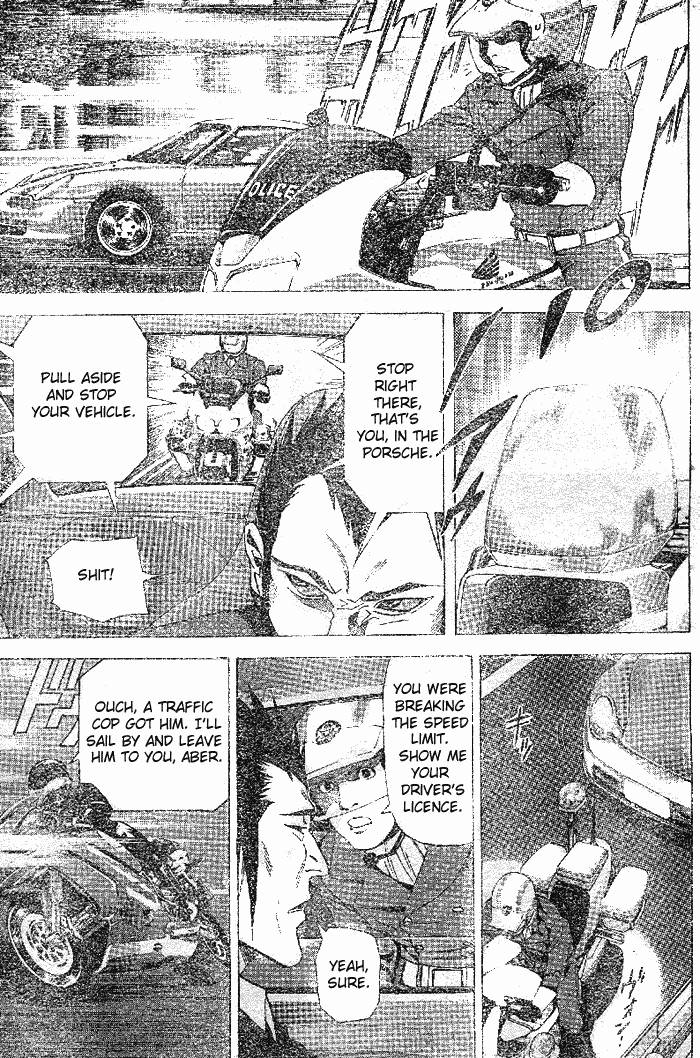 POLICE
STOP
RIGHT
THERE,
THAT'S
YOU, IN THE
PORSCHE.
PULL ASIDE
AND STOP
YOUR VEHICLE.
SHIT!
YOU WERE
BREAKING
THE SPEED
LIMIT.
SHOW ME
YOUR
DRIVER'S
LICENCE.
YEAH,
SURE.
OUCH, A TRAFFIC
COP GOT HIM. I'LL
SAIL BY AND LEAVE
HIM TO YOU, ABER.